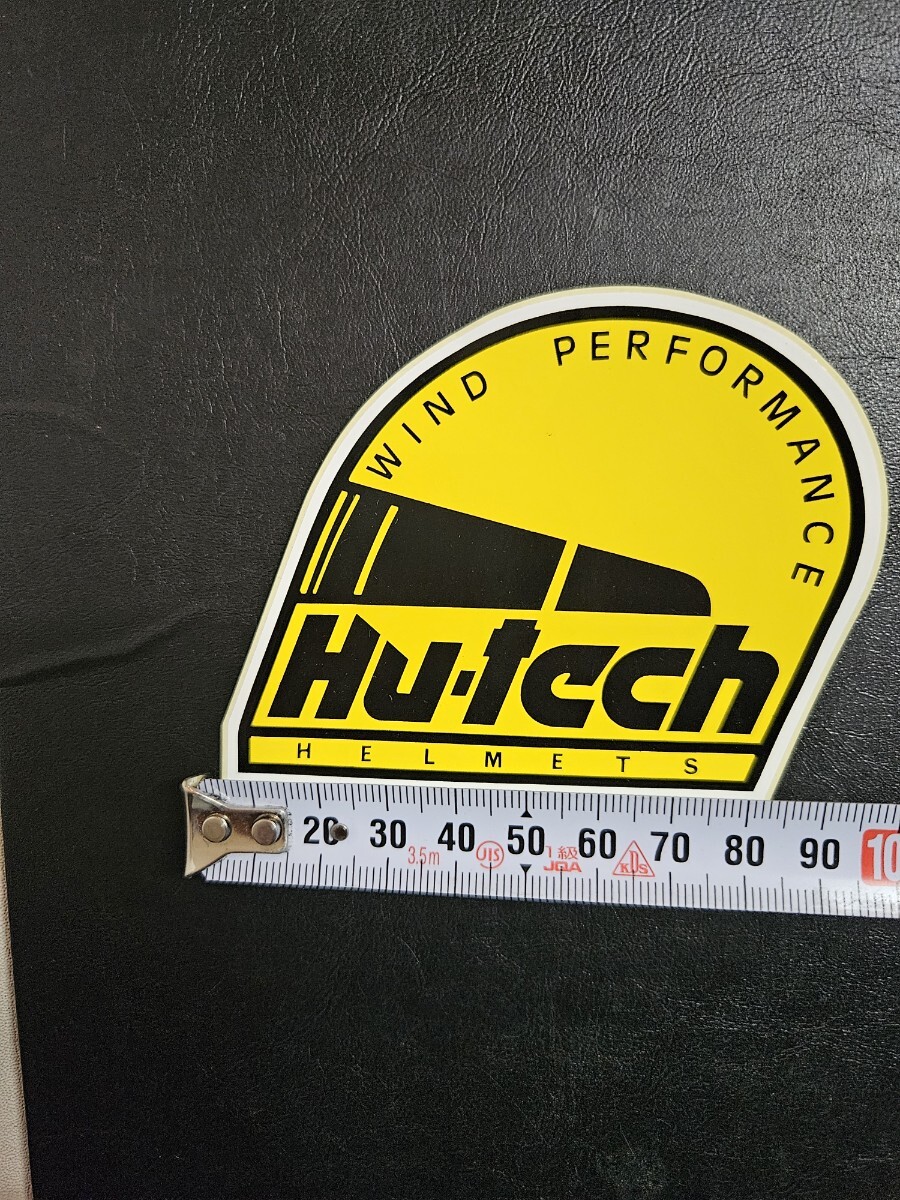 WIND PERFORMANCE
Hu-tech
HELMETS
20 30 40 50 60 70 80 90 10
3.5m JIS 1級 JQA KDS